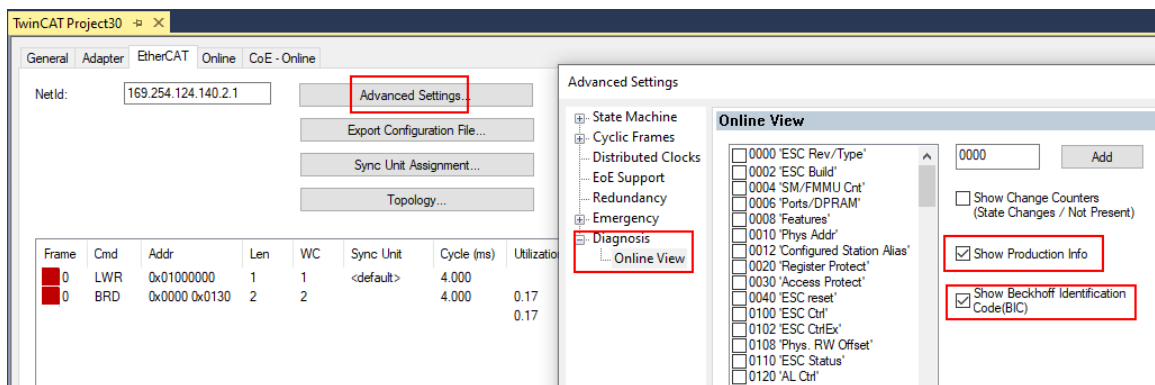 TwinCAT Project30
General Adapter EtherCAT Online CoE - Online
NetId: 169.254.124.140.2.1
Advanced Settings...
Export Configuration File...
Sync Unit Assignment...
Topology...
Frame Cmd Addr Len WC Sync Unit Cycle (ms) Utilizatio
0 LWR 0x01000000 1 1 <default> 4.000
0 BRD 0x0000 0x0130 2 2 4.000 0.17
0.17
Advanced Settings
State Machine
Cyclic Frames
Distributed Clocks
EoE Support
Redundancy
Emergency
Diagnosis
Online View
Online View
0000 'ESC Rev/Type'
0002 'ESC Build'
0004 'SM/FMMU Cnt'
0006 'Ports/DPRAM'
0008 'Features'
0010 'Phys Addr'
0012 'Configured Station Alias'
0020 'Register Protect'
0030 'Access Protect'
0040 'ESC reset'
0100 'ESC Ctrl'
0102 'ESC CtrlEx'
0108 'Phys. RW Offset'
0110 'ESC Status'
0120 'AL Ctrl'
0000 Add
Show Change Counters
(State Changes / Not Present)
Show Production Info
Show Beckhoff Identification
Code(BIC)